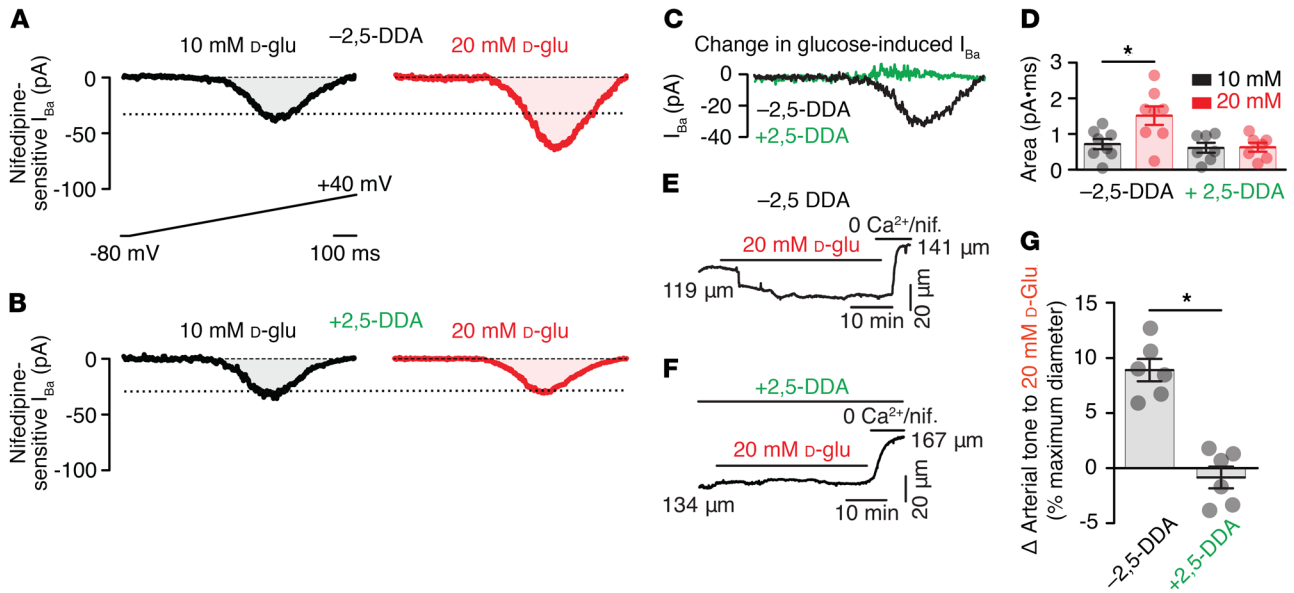 A
–2,5-DDA
10 mM D-glu
20 mM D-glu
Nifedipine-
sensitive I_Ba (pA)
0
-50
-100
+40 mV
-80 mV
100 ms
B
10 mM D-glu
+2,5-DDA
20 mM D-glu
Nifedipine-
sensitive I_Ba (pA)
0
-50
-100
C
Change in glucose-induced I_Ba
I_Ba (pA)
0
-20
-40
–2,5-DDA
+2,5-DDA
D
Area (pA•ms)
3
2
1
0
*
10 mM
20 mM
–2,5-DDA
+ 2,5-DDA
E
–2,5 DDA
0 Ca²⁺/nif.
20 mM D-glu
141 µm
119 µm
10 min
20 µm
F
+2,5-DDA
0 Ca²⁺/nif.
20 mM D-glu
167 µm
134 µm
10 min
20 µm
G
Δ Arterial tone to 20 mM D-Glu
(% maximum diameter)
15
10
5
0
-5
*
–2,5-DDA
+2,5-DDA